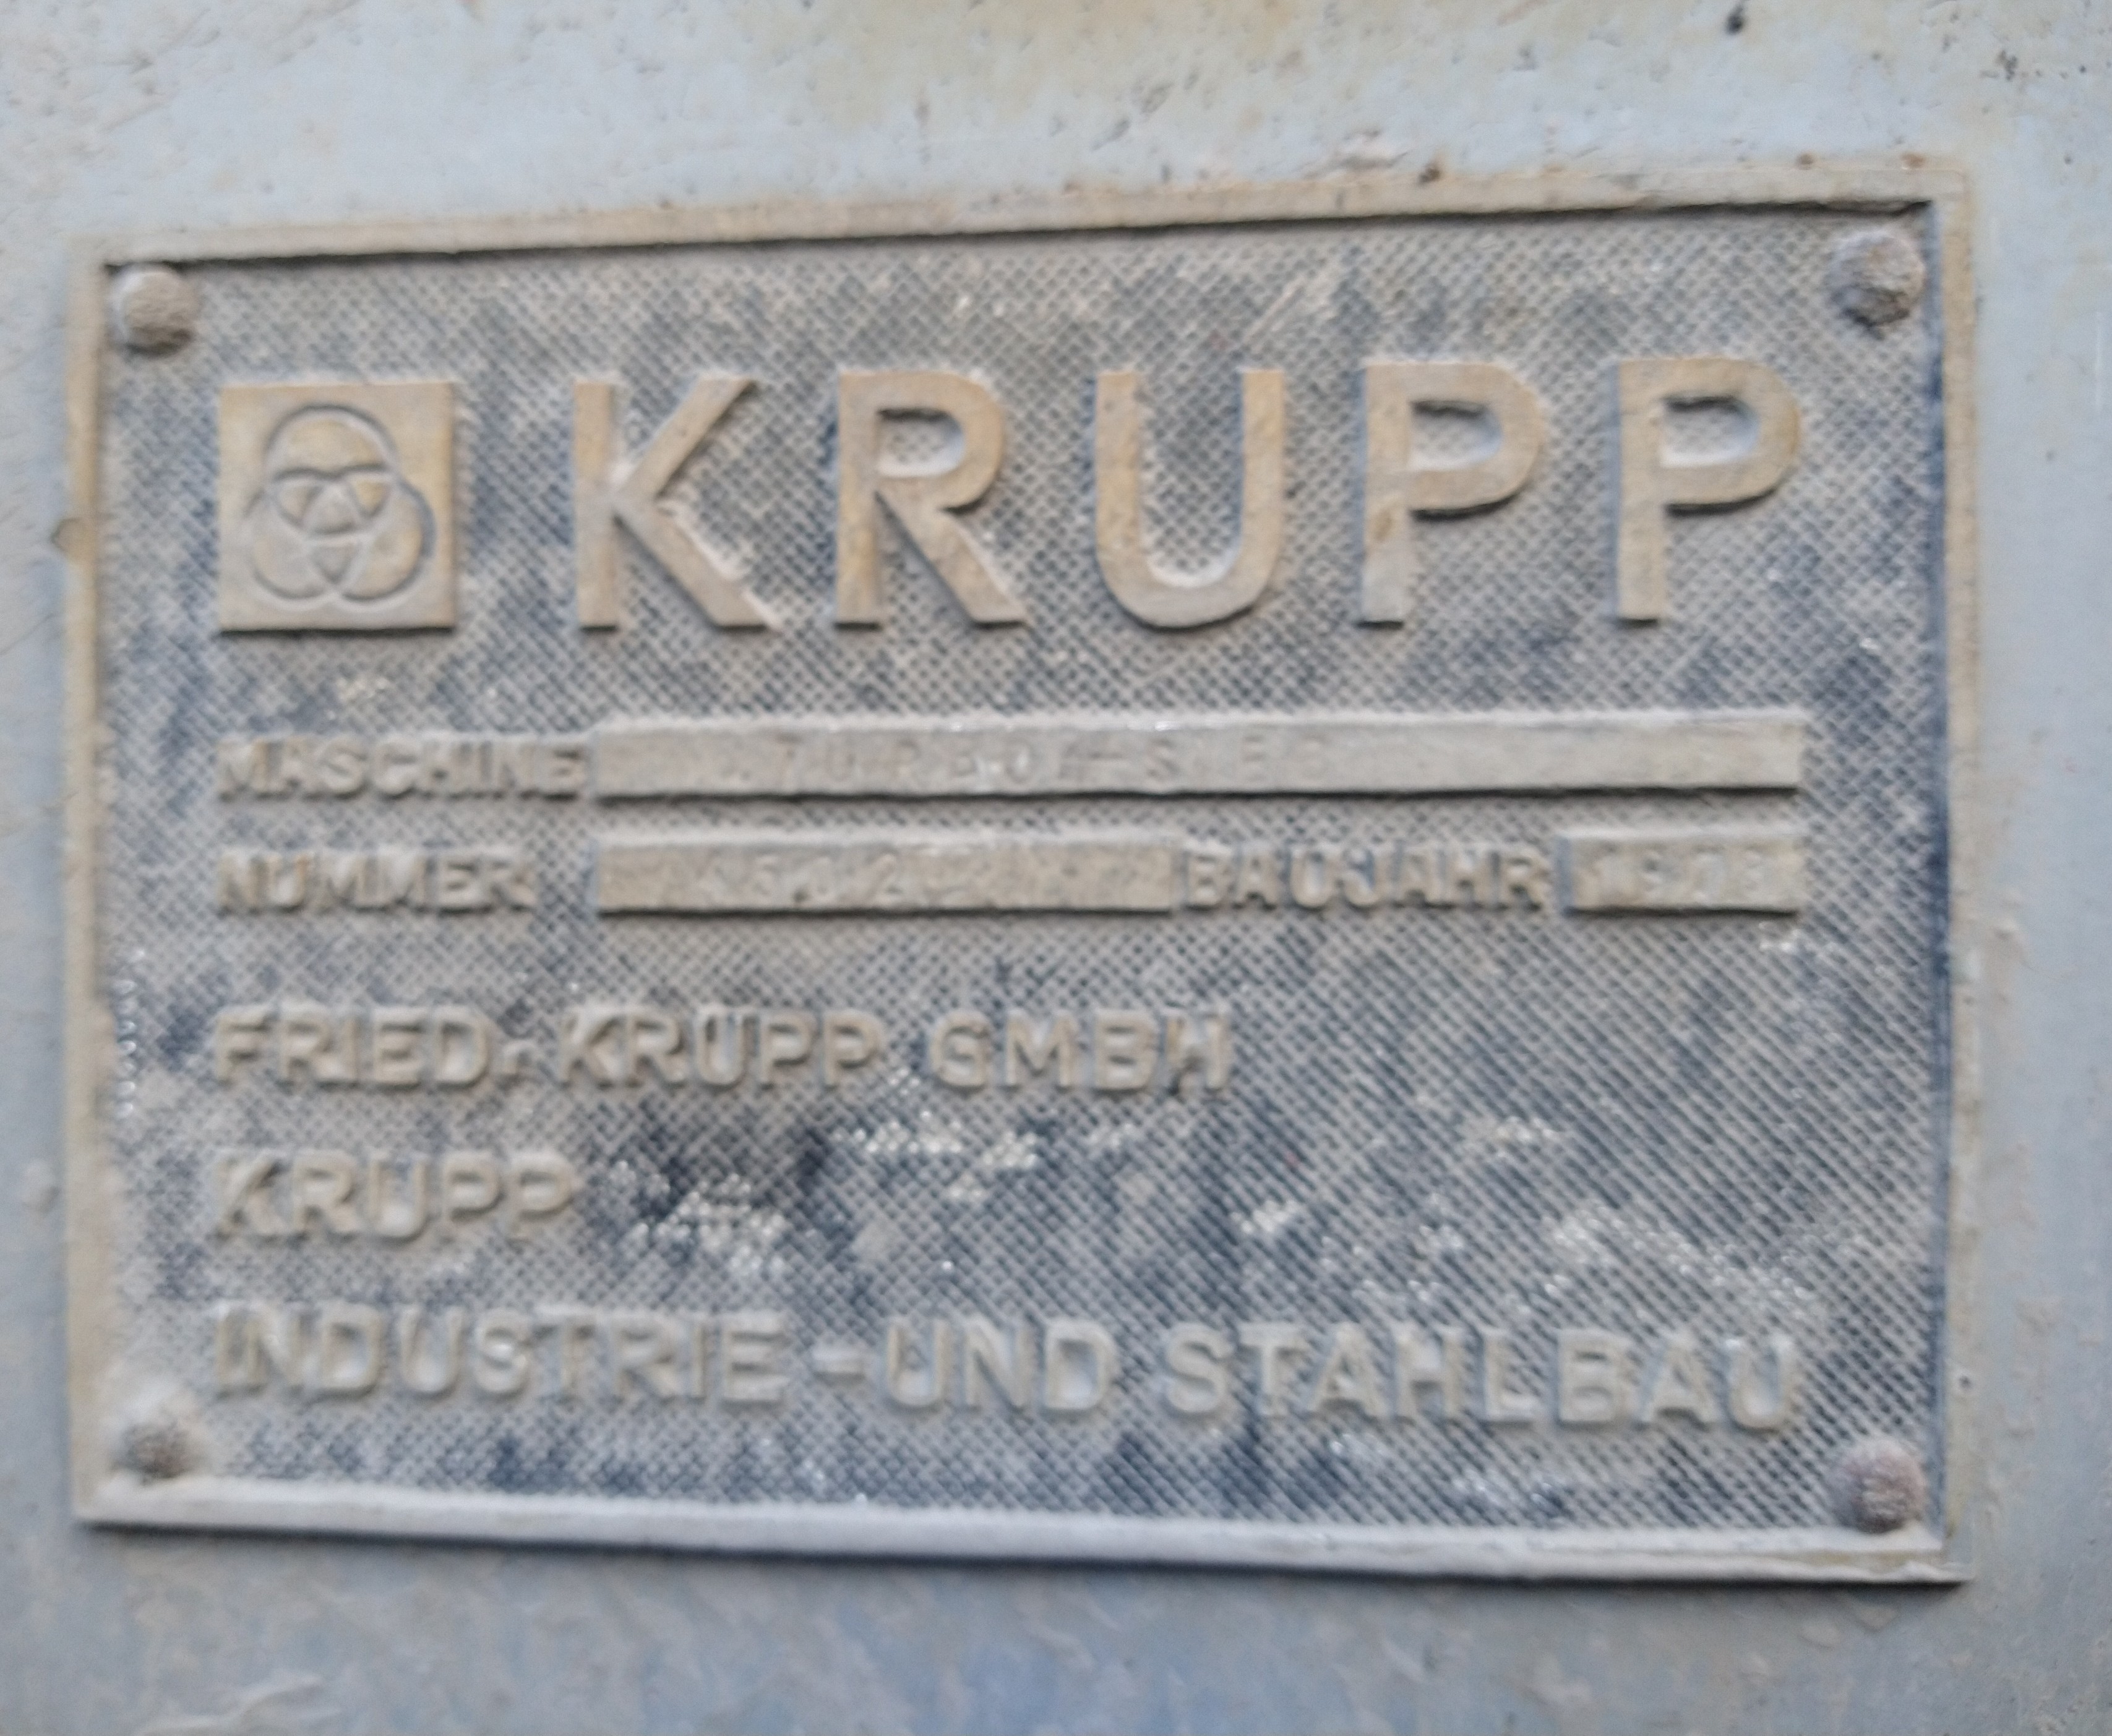 KRUPP
MASCHINE
NUMMER BAUJAHR
FRIED. KRUPP GMBH
KRUPP
INDUSTRIE-UND STAHLBAU